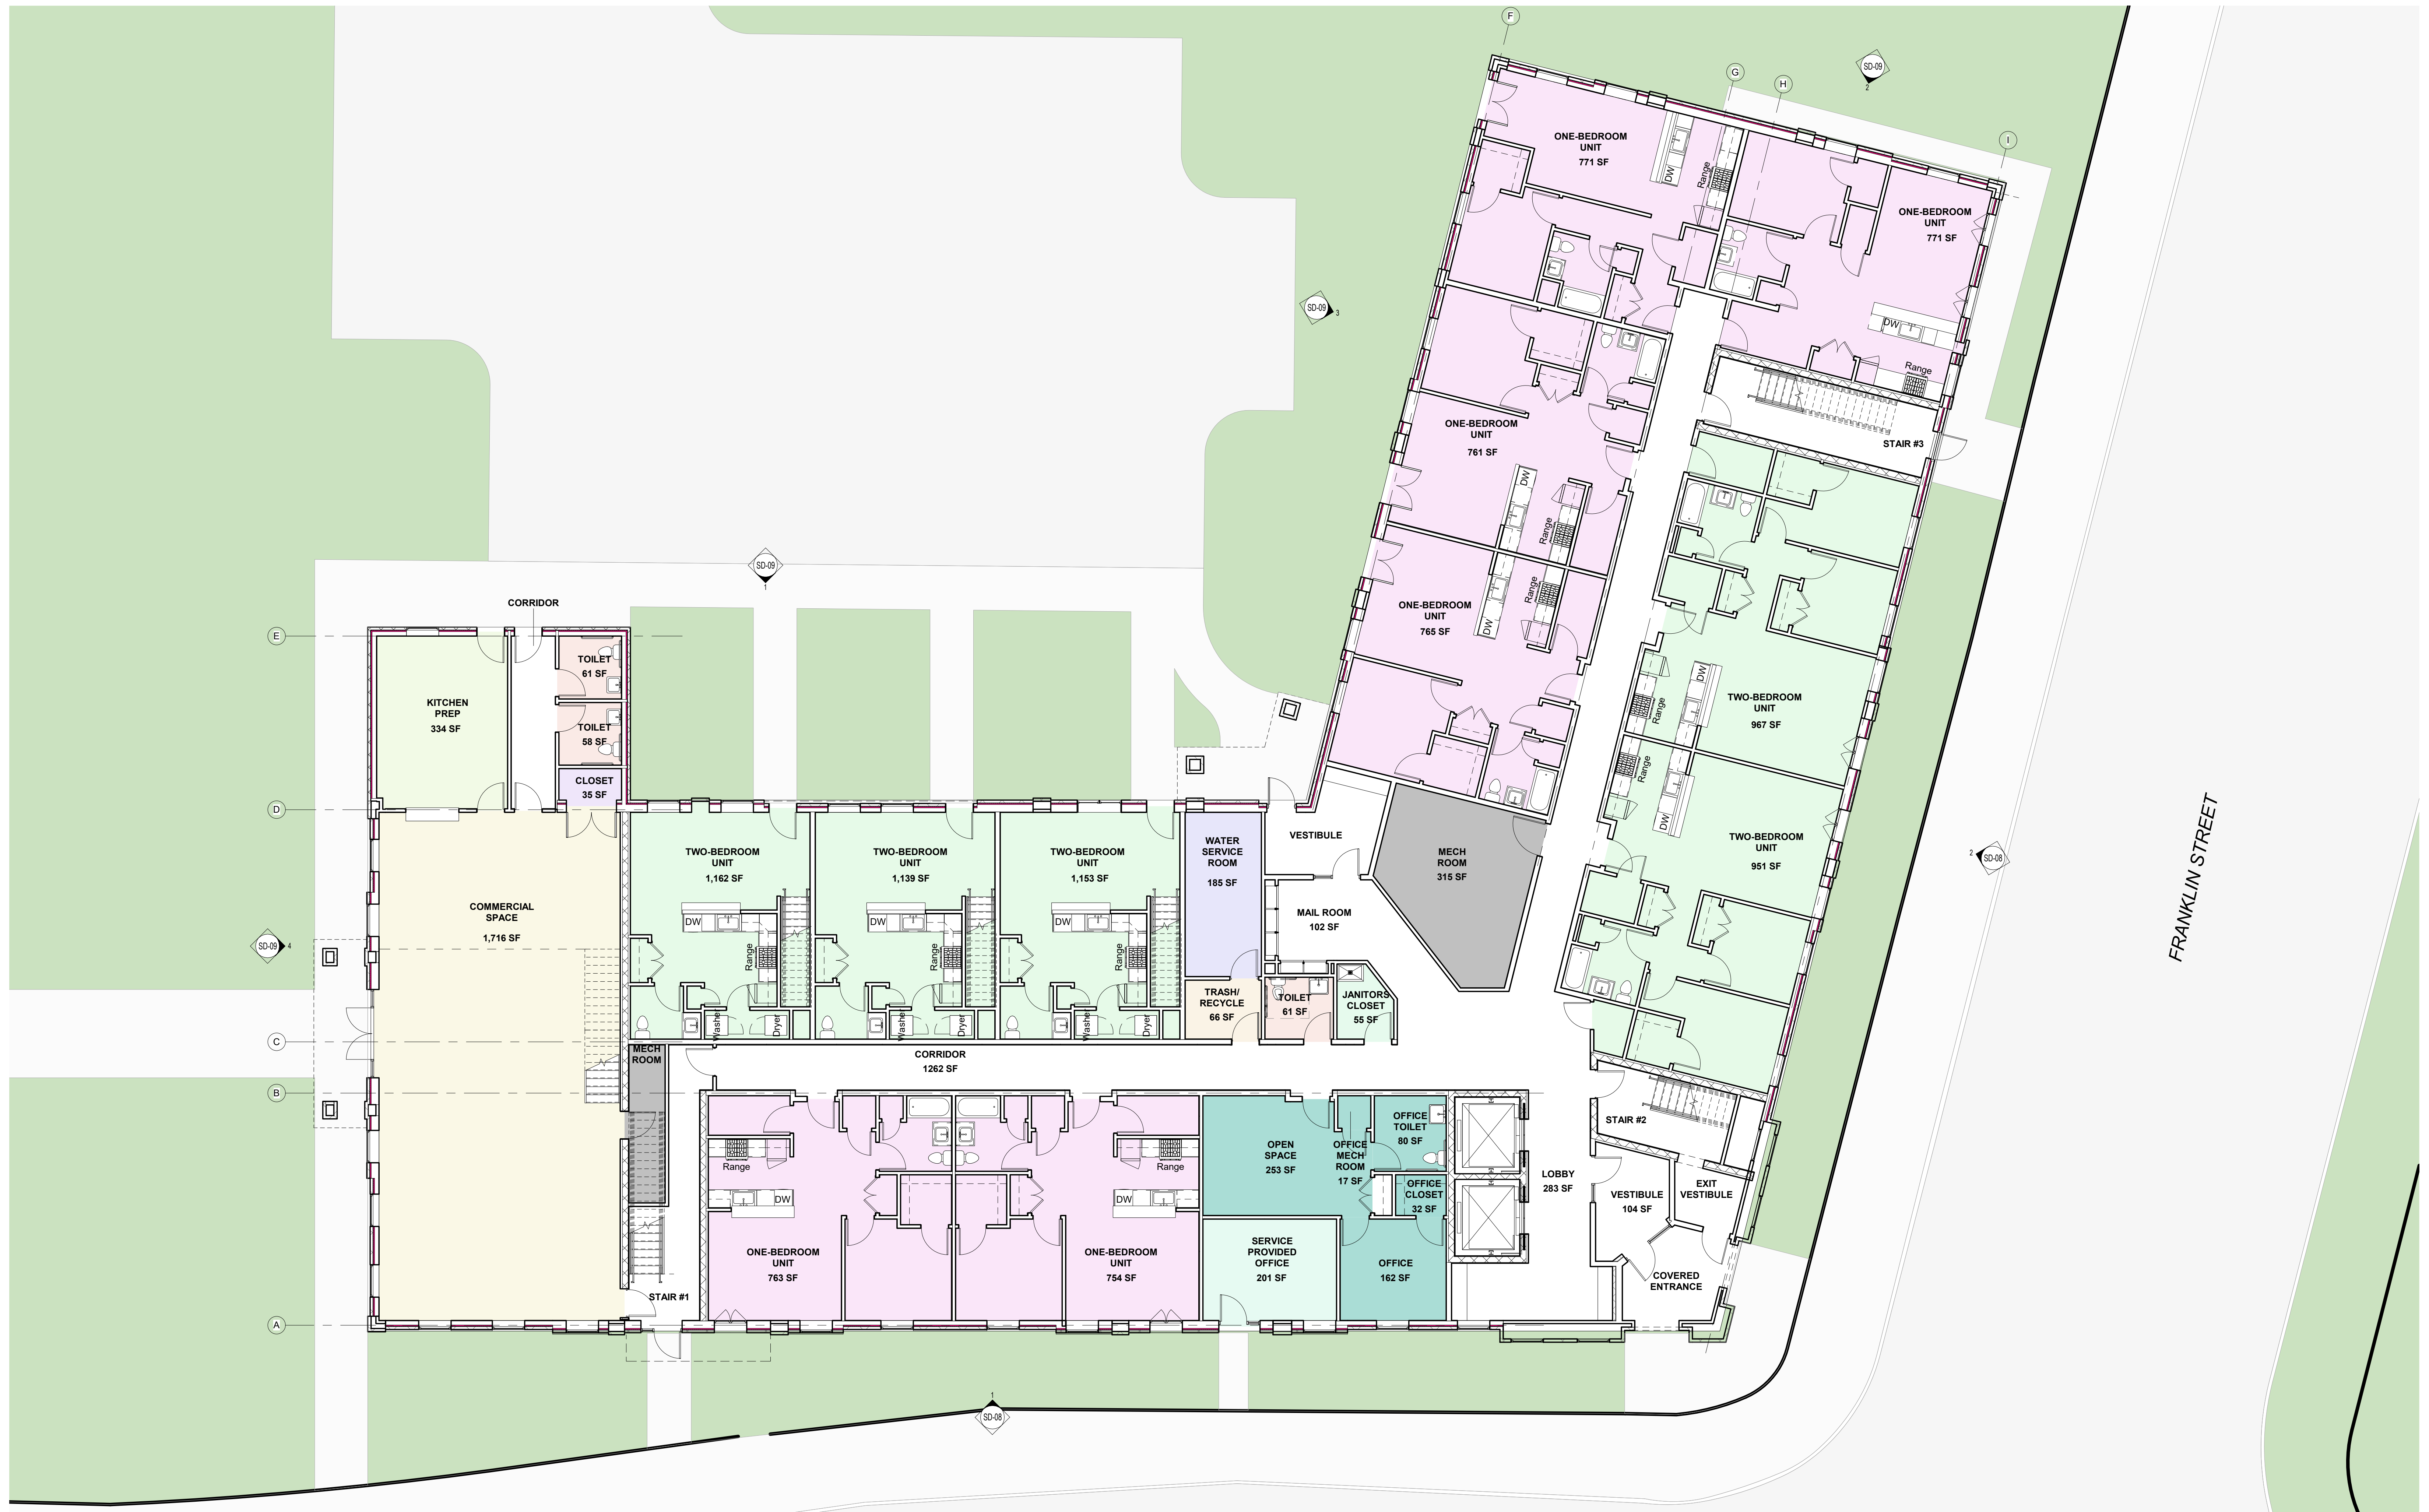 F
G
H
I
SD-09
2
ONE-BEDROOM
UNIT
771 SF
DW
Range
ONE-BEDROOM
UNIT
771 SF
DW
Range
SD-09
3
STAIR #3
ONE-BEDROOM
UNIT
761 SF
DW
Range
ONE-BEDROOM
UNIT
765 SF
DW
Range
TWO-BEDROOM
UNIT
967 SF
DW
Range
TWO-BEDROOM
UNIT
951 SF
DW
Range
SD-09
1
CORRIDOR
E
D
C
B
A
KITCHEN
PREP
334 SF
TOILET
61 SF
TOILET
58 SF
CLOSET
35 SF
COMMERCIAL
SPACE
1,716 SF
SD-09
4
TWO-BEDROOM
UNIT
1,162 SF
DW
Range
Washer
Dryer
TWO-BEDROOM
UNIT
1,139 SF
DW
Range
Washer
Dryer
TWO-BEDROOM
UNIT
1,153 SF
DW
Range
Washer
Dryer
WATER
SERVICE
ROOM
185 SF
VESTIBULE
MECH
ROOM
315 SF
MAIL ROOM
102 SF
TRASH/
RECYCLE
66 SF
TOILET
61 SF
JANITORS
CLOSET
55 SF
MECH
ROOM
CORRIDOR
1262 SF
STAIR #1
Range
DW
ONE-BEDROOM
UNIT
763 SF
Range
DW
ONE-BEDROOM
UNIT
754 SF
OPEN
SPACE
253 SF
OFFICE
MECH
ROOM
17 SF
OFFICE
TOILET
80 SF
OFFICE
CLOSET
32 SF
SERVICE
PROVIDED
OFFICE
201 SF
OFFICE
162 SF
LOBBY
283 SF
STAIR #2
VESTIBULE
104 SF
EXIT
VESTIBULE
COVERED
ENTRANCE
2
SD-08
FRANKLIN STREET
1
SD-08